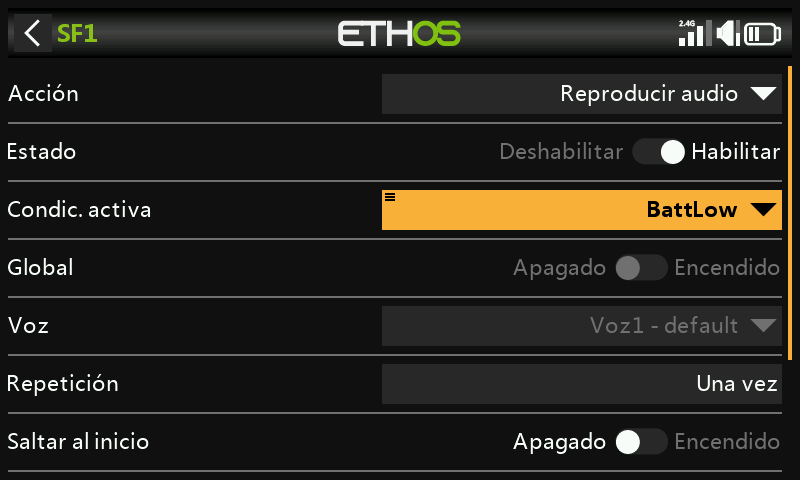 SF1 ETHOS 2.4G
Acción Reproducir audio
Estado Deshabilitar Habilitar
Condic. activa BattLow
Global Apagado Encendido
Voz Voz1 - default
Repetición Una vez
Saltar al inicio Apagado Encendido